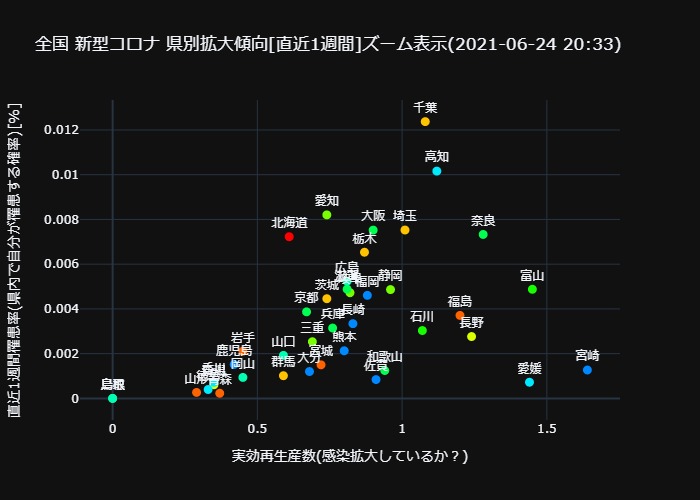 全国 新型コロナ 県別拡大傾向[直近1週間]ズーム表示(2021-06-24 20:33)
直近1週間罹患率(県内で自分が罹患する確率)[%]
0.012
0.01
0.008
0.006
0.004
0.002
0
千葉
高知
愛知
北海道
大阪
埼玉
奈良
栃木
広島
福岡
静岡
富山
茨城
京都
長崎
福島
兵庫
石川
三重
長野
岩手
熊本
鹿児島
山口
宮城
和歌山
岡山
群馬
大分
佐賀
宮崎
愛媛
香川
山形
青森
島根
0
0.5
1
1.5
実効再生産数(感染拡大しているか？)